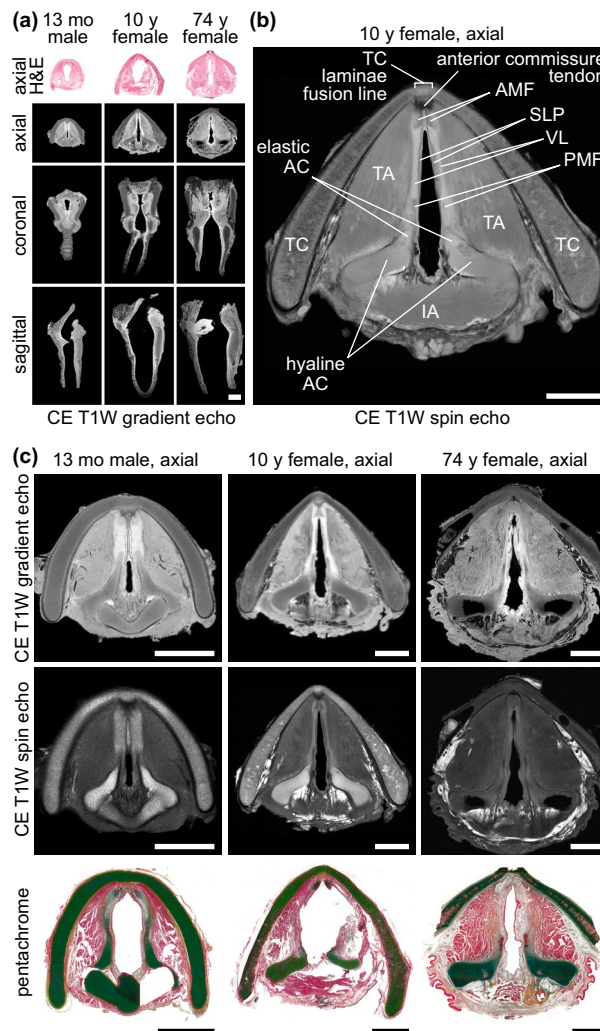 (a)
13 mo
male
10 y
female
74 y
female
axial
H&E
axial
coronal
sagittal
CE T1W gradient echo
(b)
10 y female, axial
TC
laminae
fusion line
anterior commissure
tendon
AMF
SLP
VL
PMF
elastic
AC
TA
TA
TC
TC
IA
hyaline
AC
CE T1W spin echo
(c)
13 mo male, axial
10 y female, axial
74 y female, axial
CE T1W gradient echo
CE T1W spin echo
pentachrome